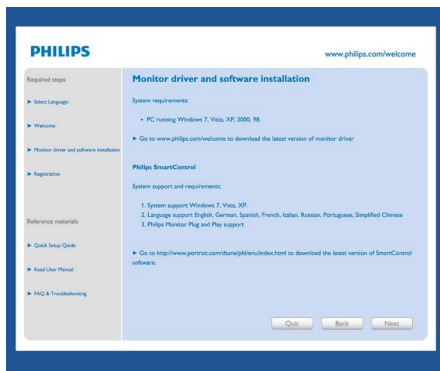 PHILIPS
www.philips.com/welcome
Required steps
► Select Language
► Welcome
► Monitor driver and software installation
► Registration
Reference materials
► Quick Setup Quide
► Read User Manual
► FAQ & Troubleshooting
Monitor driver and software installation
System requirements:
• PC running Windows 7, Vista, XP, 2000, 98,
► Go to www.philips.com/welcome to download the latest version of monitor driver
Philips SmartControl
System support and requirements:
1. System support Windows 7, Vista, XP.
2. Language support English, German, Spanish, French, Italian, Russian, Portuguese, Simplified Chinese
3. Philips Monitor Plug and Play support
► Go to http://www.portrait.com/dtune/phl/enu/index.html to download the latest version of SmartControl
software.
Quit Back Next